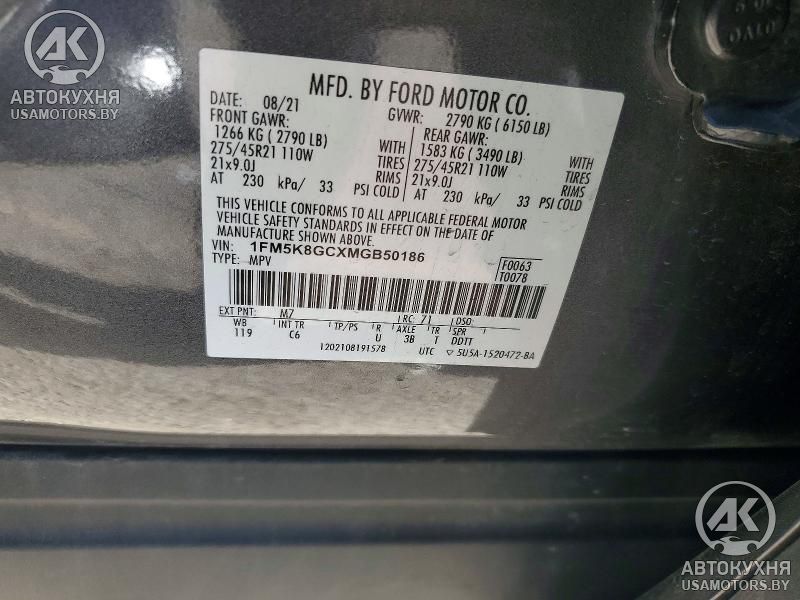 AK
АВТОКУХНЯ
USAMOTORS.BY
MFD. BY FORD MOTOR CO.
DATE: 08/21 GVWR: 2790 KG ( 6150 LB)
FRONT GAWR: REAR GAWR:
1266 KG ( 2790 LB) WITH 1583 KG ( 3490 LB) WITH
275/45R21 110W TIRES 275/45R21 110W TIRES
21x9.0J RIMS 21x9.0J RIMS
AT 230 kPa/ 33 PSI COLD AT 230 kPa/ 33 PSI COLD
THIS VEHICLE CONFORMS TO ALL APPLICABLE FEDERAL MOTOR
VEHICLE SAFETY STANDARDS IN EFFECT ON THE DATE OF
MANUFACTURE SHOWN ABOVE.
VIN: 1FM5K8GCXMGB50186
TYPE: MPV
F0063
T0078
EXT PNT: M7 RC: 71 DSO:
WB INT TR TP/PS R AXLE TR SPR
119 C6 U 3B T DDTT
1202108191578 UTC ▽ 5U5A-1520472-BA
AK
АВТОКУХНЯ
USAMOTORS.BY